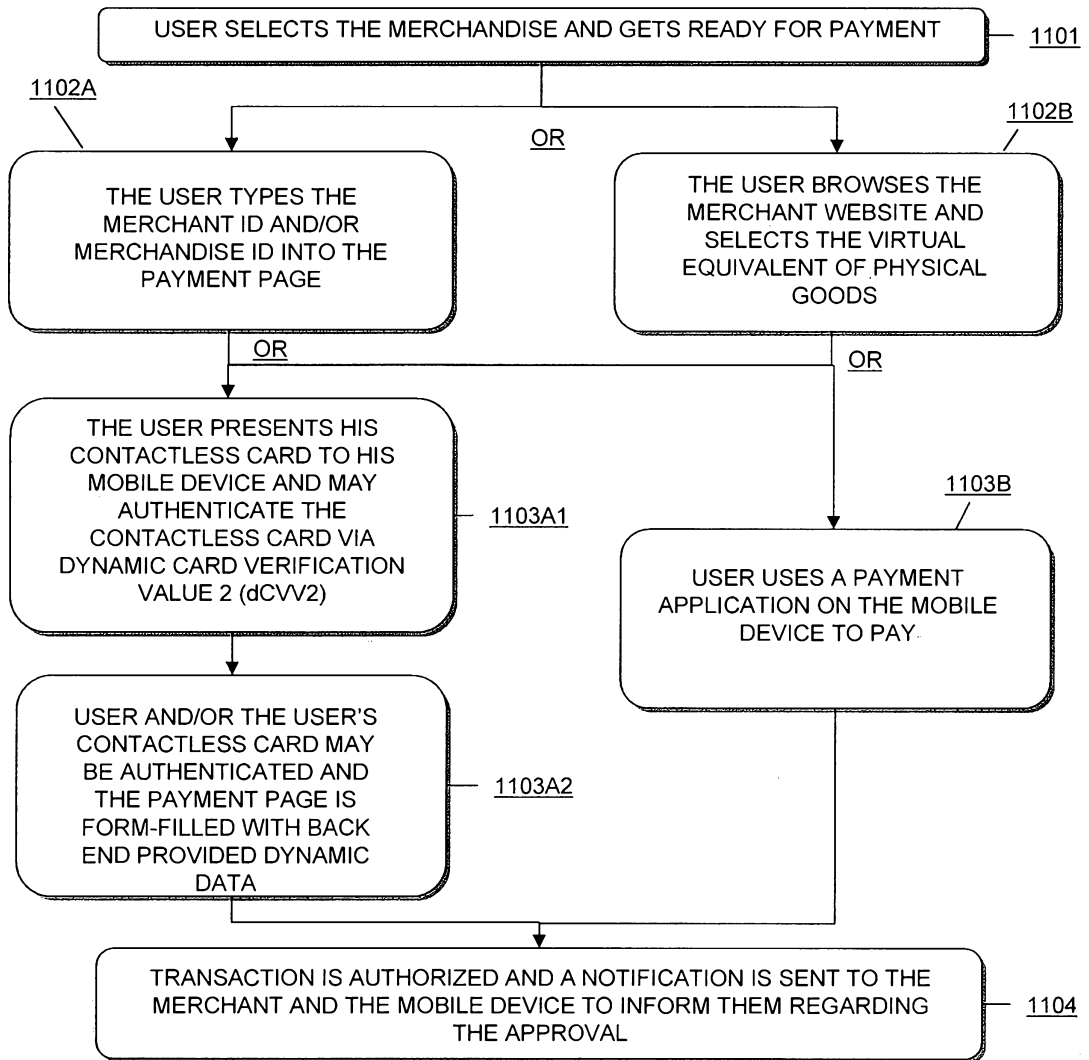 USER SELECTS THE MERCHANDISE AND GETS READY FOR PAYMENT
1101
1102A
OR
1102B
THE USER TYPES THE
MERCHANT ID AND/OR
MERCHANDISE ID INTO THE
PAYMENT PAGE
THE USER BROWSES THE
MERCHANT WEBSITE AND
SELECTS THE VIRTUAL
EQUIVALENT OF PHYSICAL
GOODS
OR
OR
THE USER PRESENTS HIS
CONTACTLESS CARD TO HIS
MOBILE DEVICE AND MAY
AUTHENTICATE THE
CONTACTLESS CARD VIA
DYNAMIC CARD VERIFICATION
VALUE 2 (dCVV2)
1103A1
1103B
USER USES A PAYMENT
APPLICATION ON THE MOBILE
DEVICE TO PAY
USER AND/OR THE USER'S
CONTACTLESS CARD MAY
BE AUTHENTICATED AND
THE PAYMENT PAGE IS
FORM-FILLED WITH BACK
END PROVIDED DYNAMIC
DATA
1103A2
TRANSACTION IS AUTHORIZED AND A NOTIFICATION IS SENT TO THE
MERCHANT AND THE MOBILE DEVICE TO INFORM THEM REGARDING
THE APPROVAL
1104